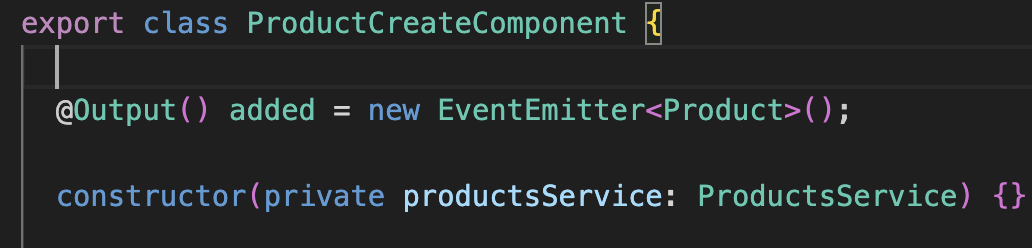 export class ProductCreateComponent {
@Output() added = new EventEmitter<Product>();
constructor(private productsService: ProductsService) {}